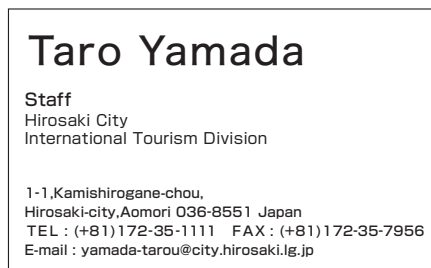 Taro Yamada
Staff
Hirosaki City
International Tourism Division
1-1,Kamishirogane-chou,
Hirosaki-city,Aomori 036-8551 Japan
TEL : (+81)172-35-1111 FAX : (+81)172-35-7956
E-mail : yamada-tarou@city.hirosaki.lg.jp